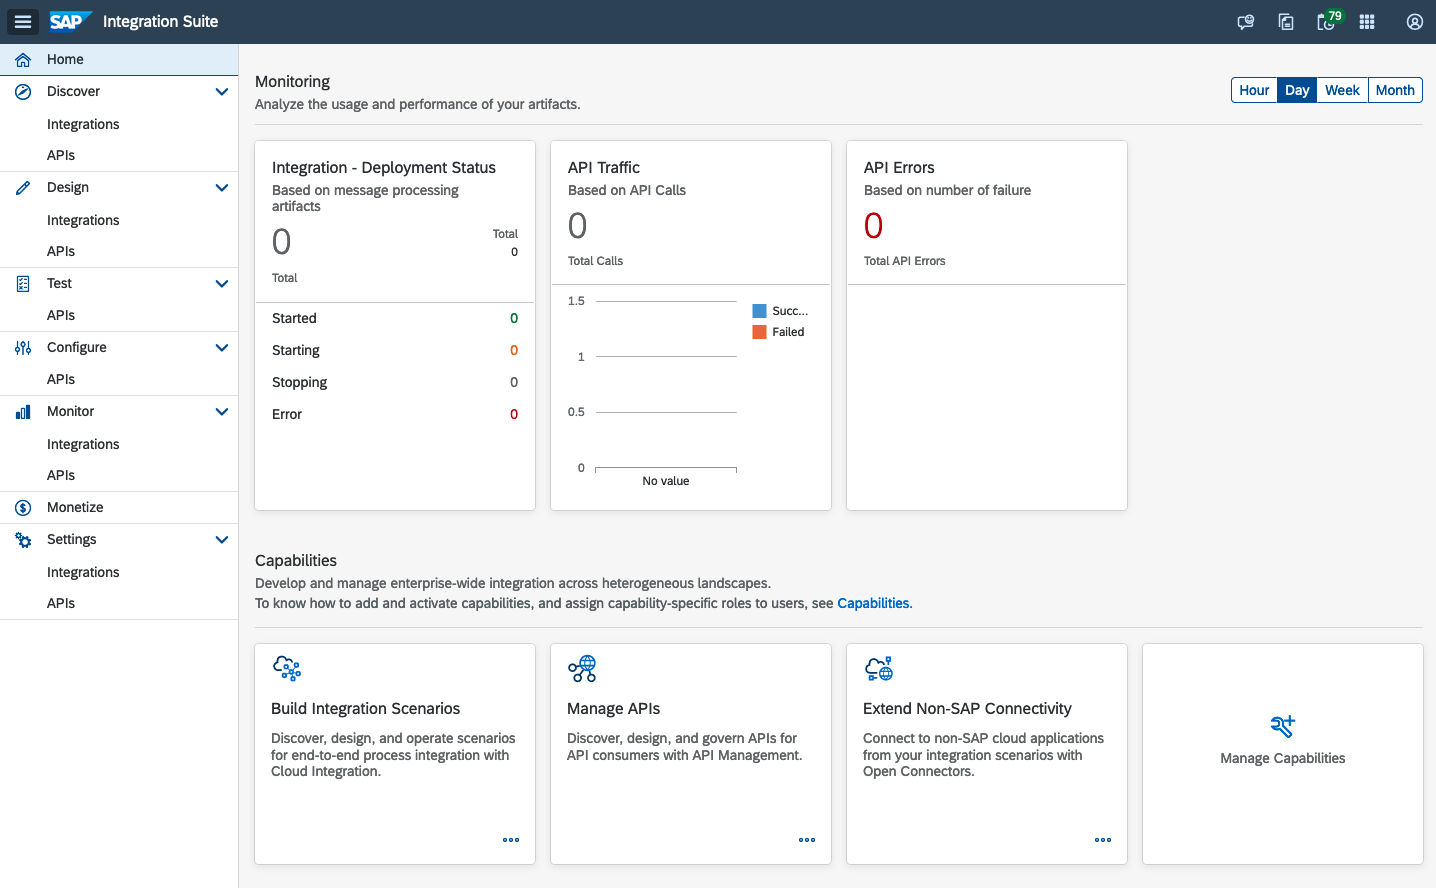 SAP Integration Suite
79
Home
Discover
Integrations
APIs
Design
Integrations
APIs
Test
APIs
Configure
APIs
Monitor
Integrations
APIs
Monetize
Settings
Integrations
APIs
Monitoring
Analyze the usage and performance of your artifacts.
Hour Day Week Month
Integration - Deployment Status
Based on message processing
artifacts
0
Total
0
Total
Started 0
Starting 0
Stopping 0
Error 0
API Traffic
Based on API Calls
0
Total Calls
1.5
1
0.5
0
No value
Succ...
Failed
API Errors
Based on number of failure
0
Total API Errors
Capabilities
Develop and manage enterprise-wide integration across heterogeneous landscapes.
To know how to add and activate capabilities, and assign capability-specific roles to users, see Capabilities.
Build Integration Scenarios
Discover, design, and operate scenarios
for end-to-end process integration with
Cloud Integration.
Manage APIs
Discover, design, and govern APIs for
API consumers with API Management.
Extend Non-SAP Connectivity
Connect to non-SAP cloud applications
from your integration scenarios with
Open Connectors.
Manage Capabilities